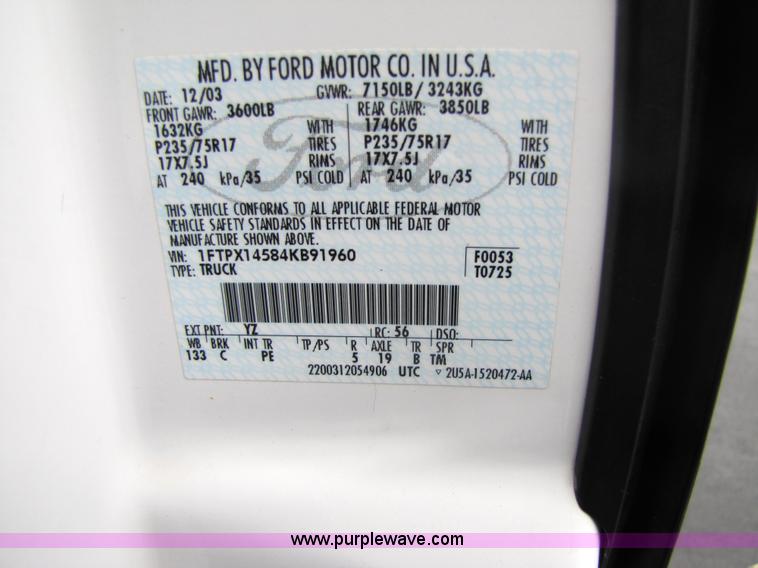 MFD. BY FORD MOTOR CO. IN U.S.A.
DATE: 12/03 GVWR: 7150LB/ 3243KG
FRONT GAWR: 3600LB REAR GAWR: 3850LB
1632KG WITH 1746KG WITH
P235/75R17 TIRES P235/75R17 TIRES
17X7.5J RIMS 17X7.5J RIMS
AT 240 kPa/35 PSI COLD AT 240 kPa/35 PSI COLD
THIS VEHICLE CONFORMS TO ALL APPLICABLE FEDERAL MOTOR
VEHICLE SAFETY STANDARDS IN EFFECT ON THE DATE OF
MANUFACTURE SHOWN ABOVE.
VIN: 1FTPX14584KB91960 F0053
TYPE: TRUCK T0725
Ford
EXT PNT: YZ RC: 56 DSO:
WB BRK INT TR TP/PS R AXLE TR SPR
133 C PE 5 19 B TM
2200312054906 UTC ▿ 2U5A-1520472-AA
www.purplewave.com